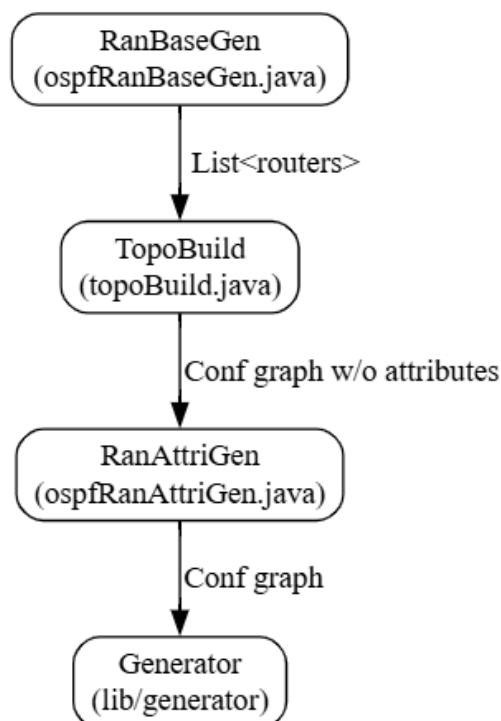 RanBaseGen
(ospfRanBaseGen.java)
List<routers>
TopoBuild
(topoBuild.java)
Conf graph w/o attributes
RanAttriGen
(ospfRanAttriGen.java)
Conf graph
Generator
(lib/generator)